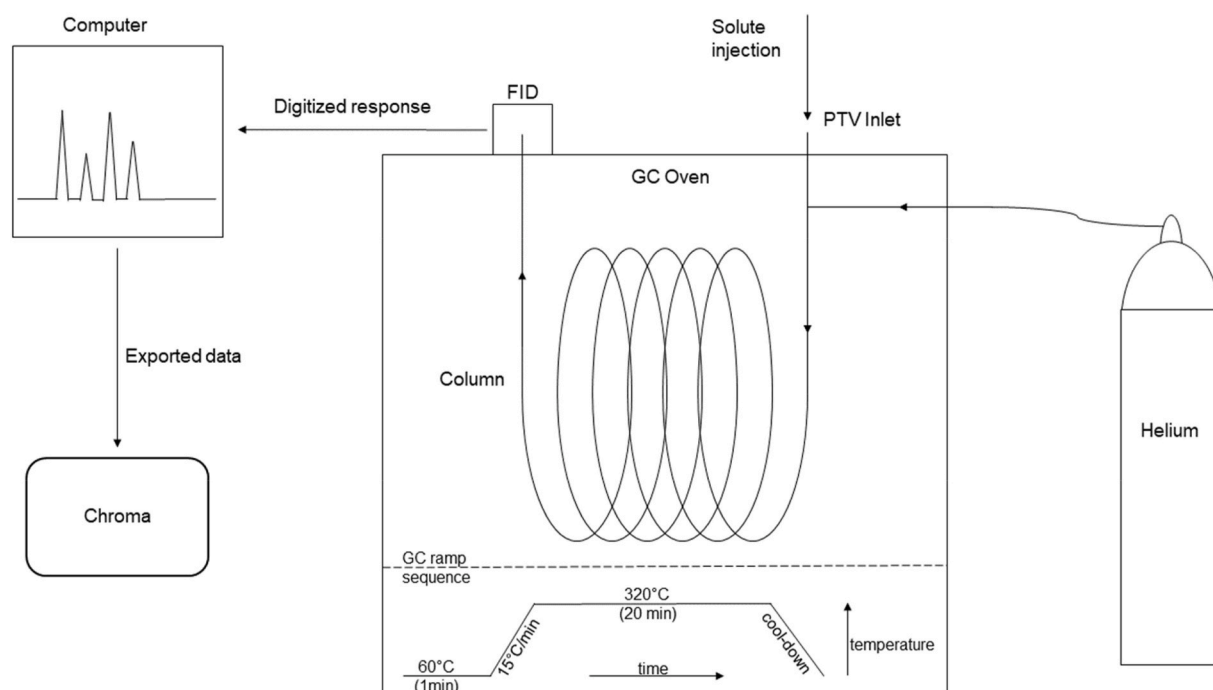 Computer
Solute
injection
FID
Digitized response
PTV Inlet
GC Oven
Exported data
Column
Helium
Chroma
GC ramp
sequence
320°C
(20 min)
15°C/min
cool-down
temperature
60°C
(1min)
time